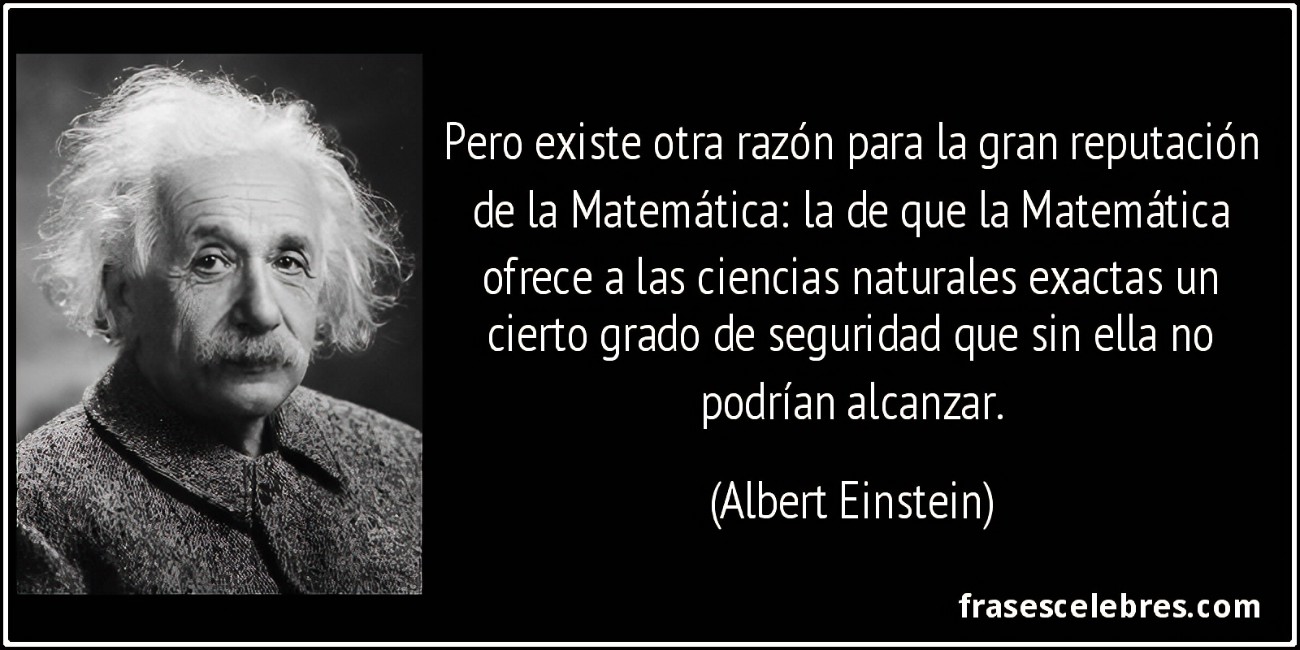 Pero existe otra razón para la gran reputación
de la Matemática: la de que la Matemática
ofrece a las ciencias naturales exactas un
cierto grado de seguridad que sin ella no
podrían alcanzar.
(Albert Einstein)
frasescelebres.com